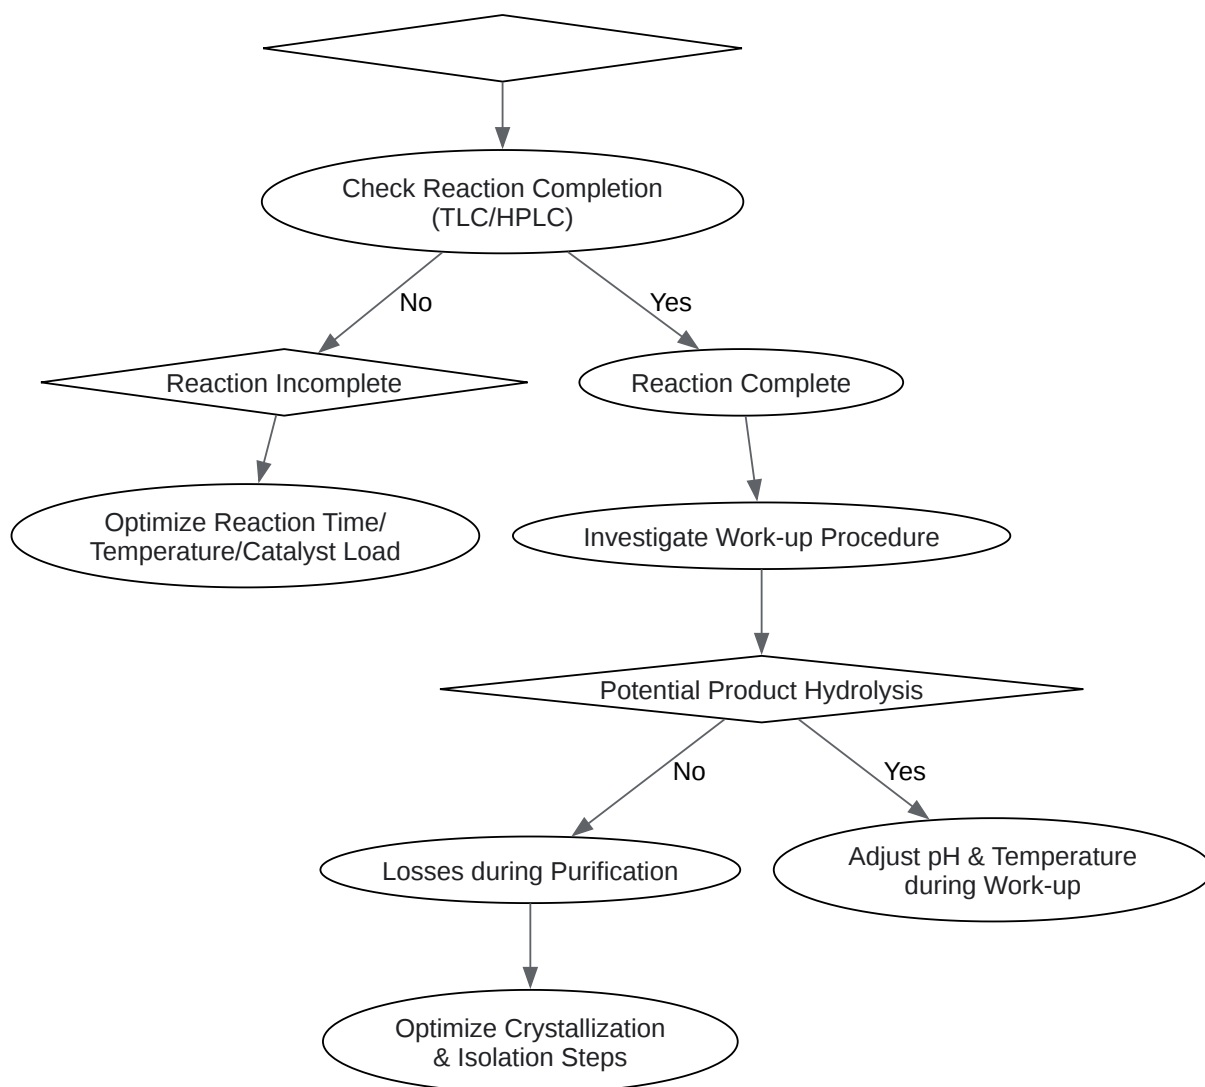 Check Reaction Completion
(TLC/HPLC)
No
Yes
Reaction Incomplete
Reaction Complete
Optimize Reaction Time/
Temperature/Catalyst Load
Investigate Work-up Procedure
Potential Product Hydrolysis
No
Yes
Losses during Purification
Adjust pH & Temperature
during Work-up
Optimize Crystallization
& Isolation Steps